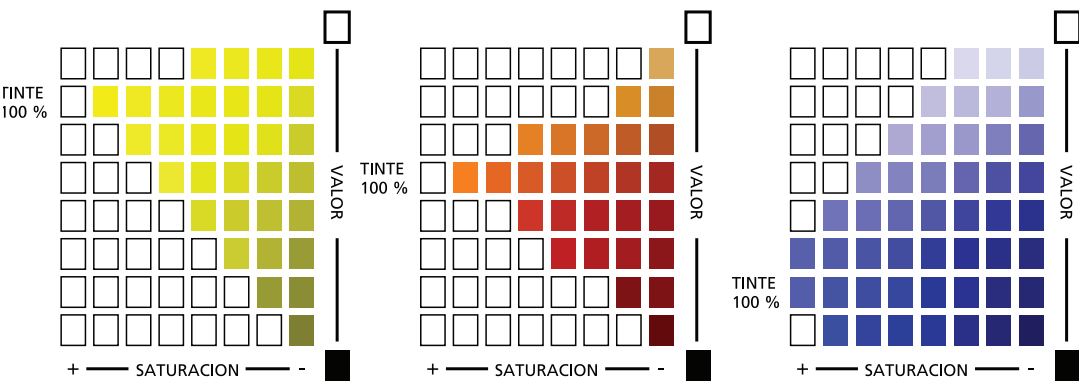 TINTE
100 %
VALOR
+ SATURACION -
TINTE
100 %
VALOR
+ SATURACION -
TINTE
100 %
VALOR
+ SATURACION -